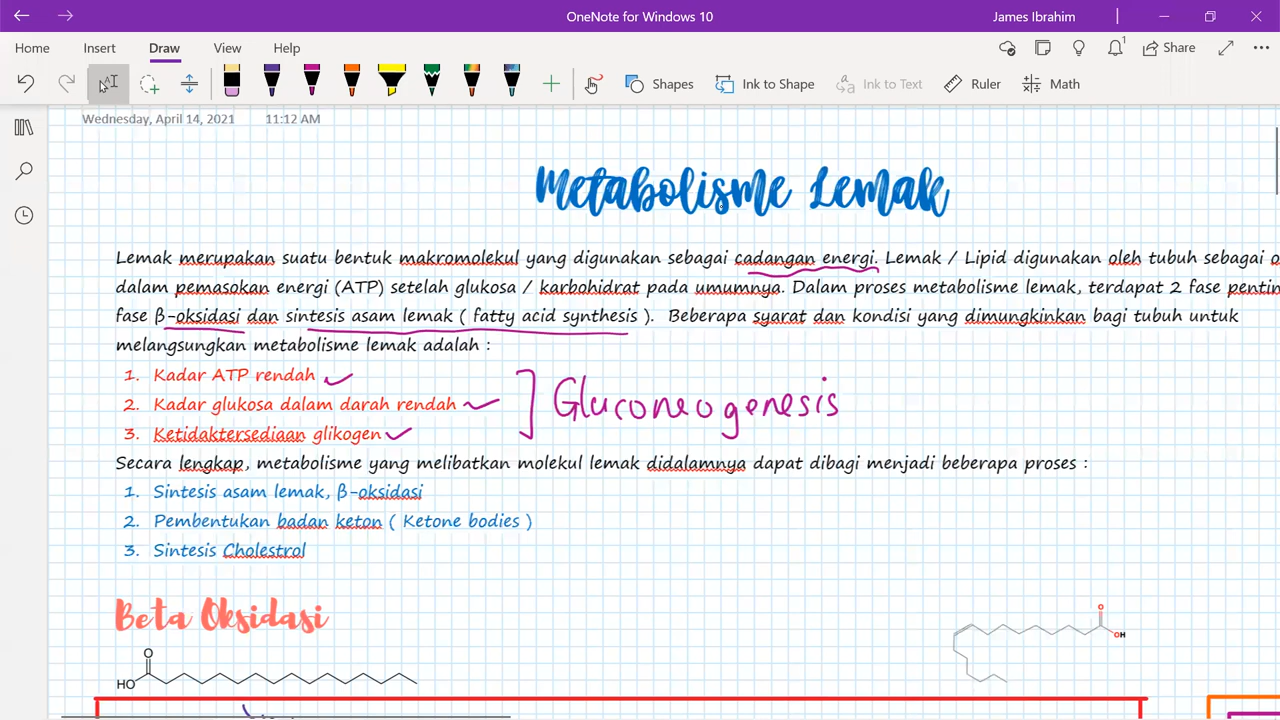 OneNote for Windows 10
James Ibrahim
Home Insert Draw View Help
1 Share
Shapes Ink to Shape Ink to Text Ruler Math
Wednesday, April 14, 2021 11:12 AM
Metabolisme Lemak
Lemak merupakan suatu bentuk makromolekul yang digunakan sebagai cadangan energi. Lemak / Lipid digunakan oleh tubuh sebagai
dalam pemasokan energi (ATP) setelah glukosa / karbohidrat pada umumnya. Dalam proses metabolisme lemak, terdapat 2 fase
fase β-oksidasi dan sintesis asam lemak ( fatty acid synthesis ). Beberapa syarat dan kondisi yang dimungkinkan bagi tubuh untuk
melangsungkan metabolisme lemak adalah :
1. Kadar ATP rendah
2. Kadar glukosa dalam darah rendah
3. Ketidaktersediaan glikogen
Gluconeogenesis
Secara lengkap, metabolisme yang melibatkan molekul lemak didalamnya dapat dibagi menjadi beberapa proses :
1. Sintesis asam lemak, β-oksidasi
2. Pembentukan badan keton ( Ketone bodies )
3. Sintesis Cholestrol
Beta Oksidasi
O
HO
O
OH